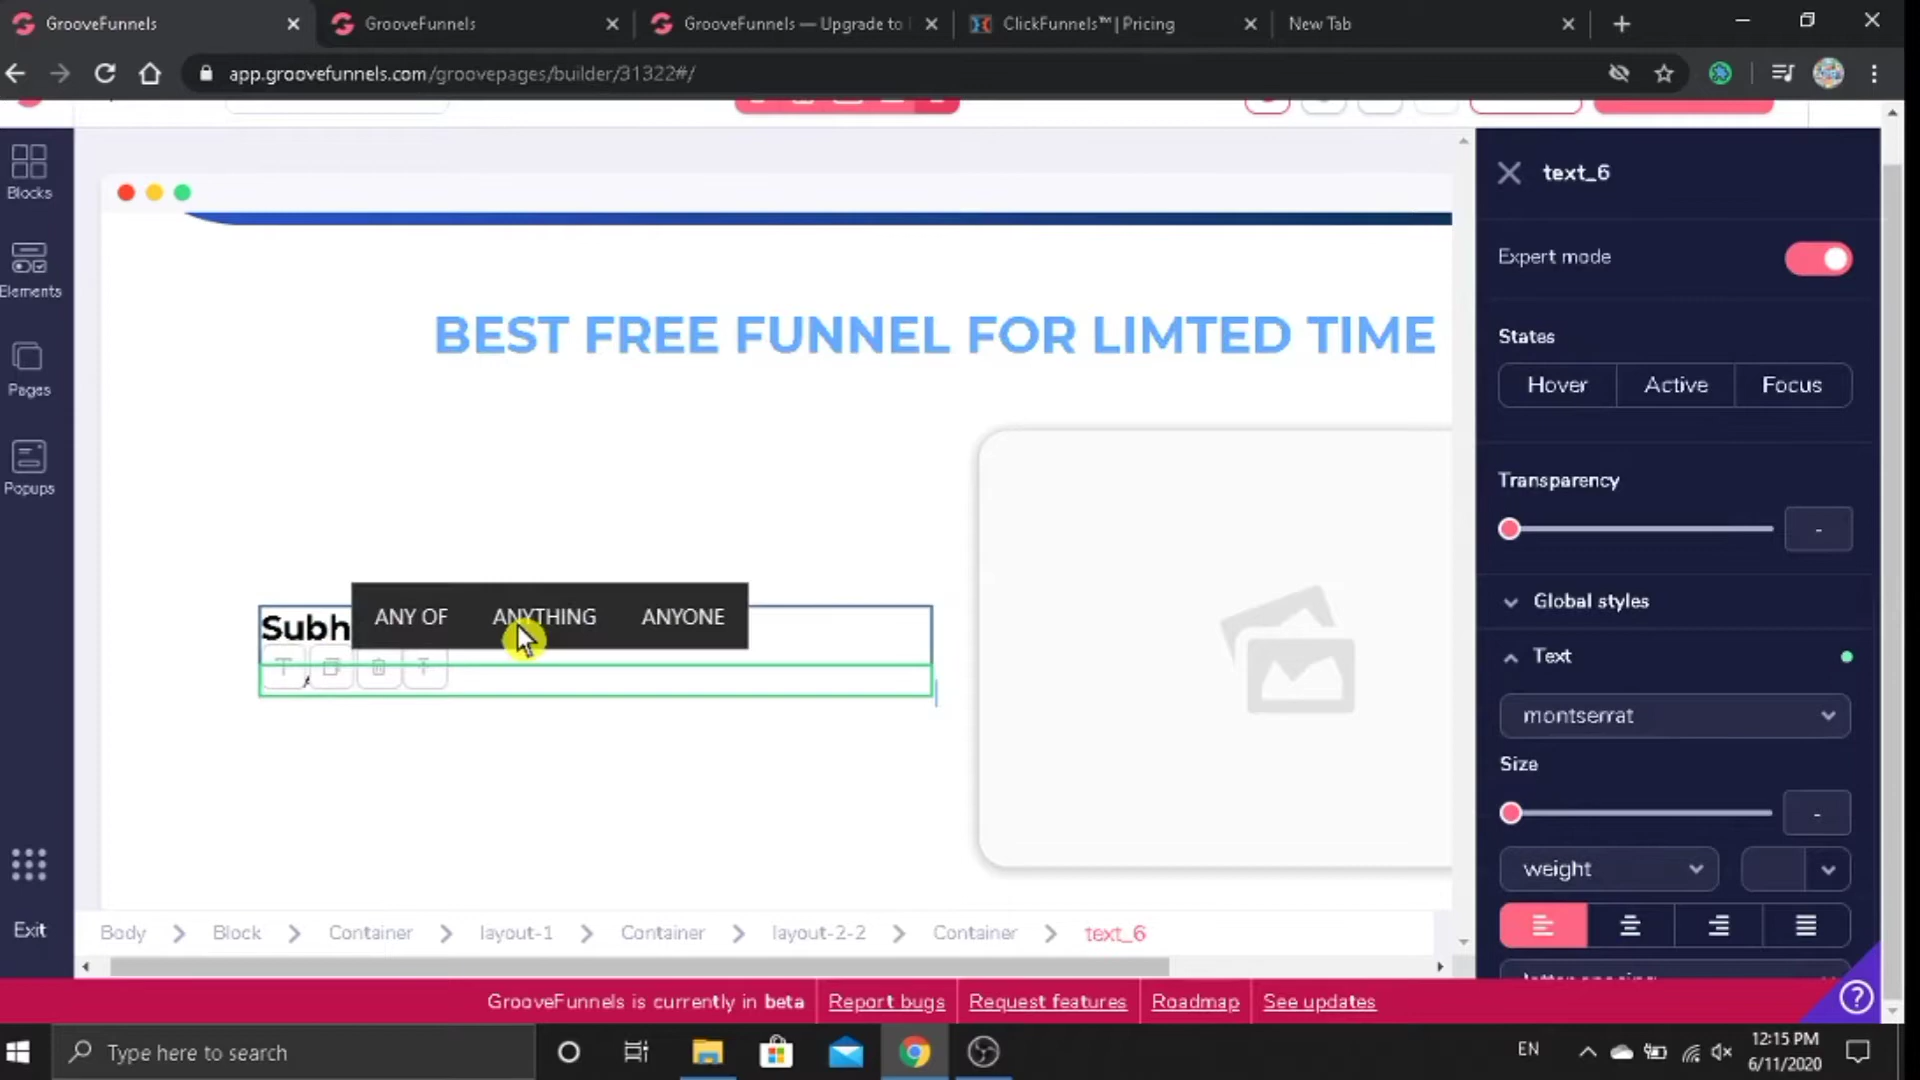 GrooveFunnels
GrooveFunnels
GrooveFunnels — Upgrade to
ClickFunnels™ | Pricing
New Tab
app.groovefunnels.com/groovepages/builder/31322#/
Blocks
Elements
Pages
Popups
Exit
BEST FREE FUNNEL FOR LIMTED TIME
Subh
ANY OF ANYTHING ANYONE
text_6
Expert mode
States
Hover Active Focus
Transparency
-
Global styles
Text
montserrat
Size
-
weight
Body Block Container layout-1 Container layout-2-2 Container text_6
GrooveFunnels is currently in beta Report bugs Request features Roadmap See updates
?
Type here to search
EN
12:15 PM
6/11/2020